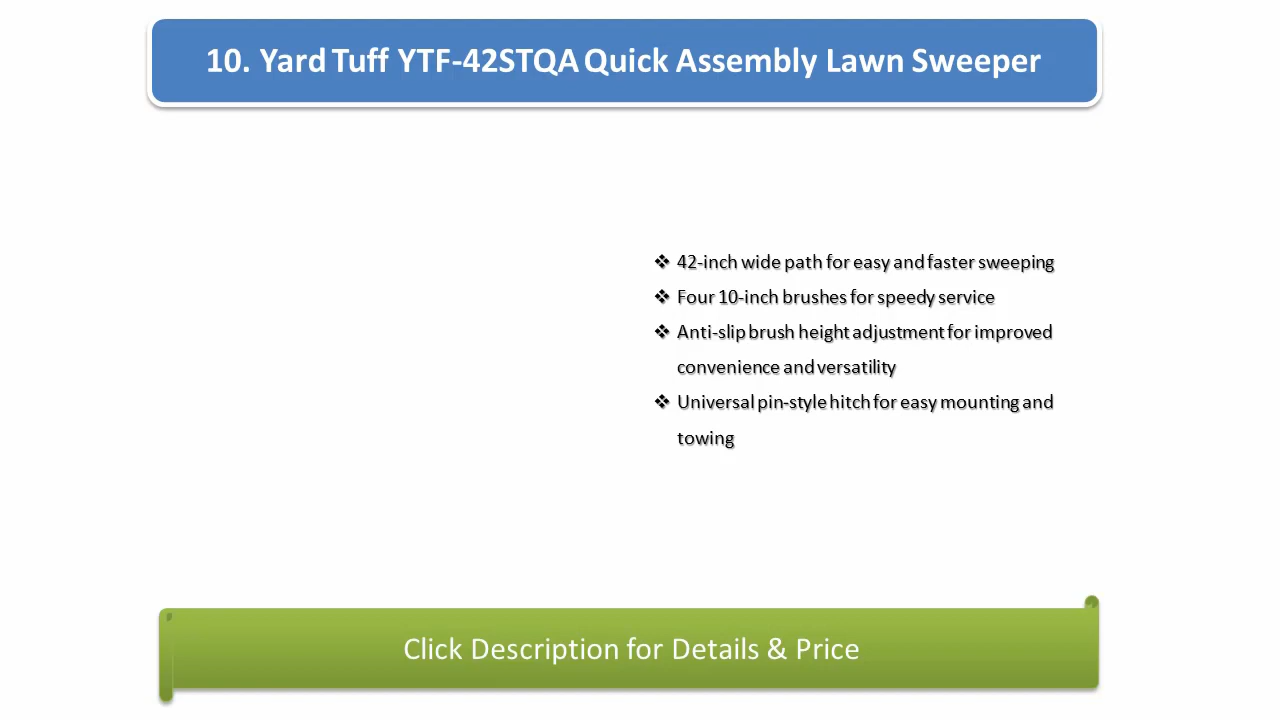 10. Yard Tuff YTF-42STQA Quick Assembly Lawn Sweeper
❖ 42-inch wide path for easy and faster sweeping
❖ Four 10-inch brushes for speedy service
❖ Anti-slip brush height adjustment for improved
convenience and versatility
❖ Universal pin-style hitch for easy mounting and
towing
Click Description for Details & Price